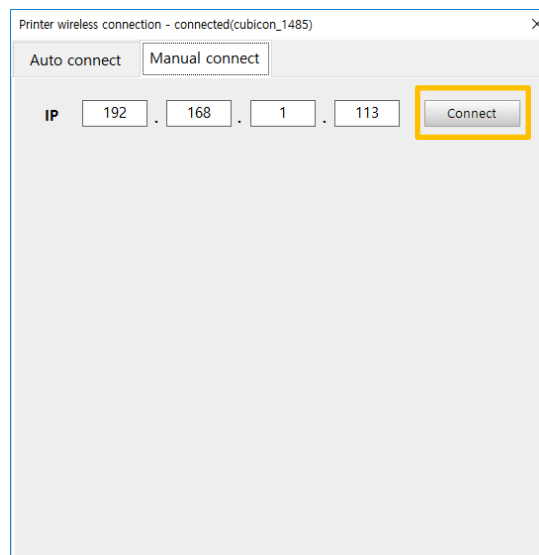 Printer wireless connection - connected(cubicon_1485)
Auto connect Manual connect
IP 192 . 168 . 1 . 113 Connect